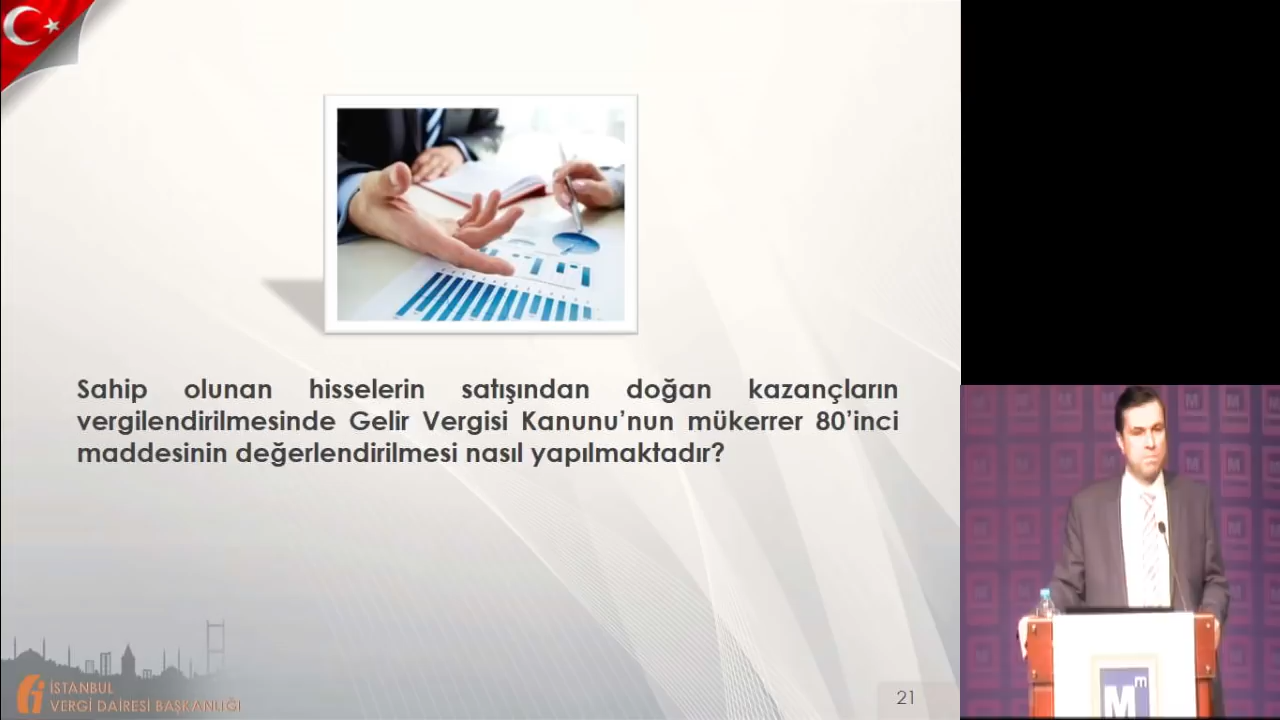 Sahip olunan hisselerin satışından doğan kazançların
vergilendirilmesinde Gelir Vergisi Kanunu’nun mükerrer 80’inci
maddesinin değerlendirilmesi nasıl yapılmaktadır?
İSTANBUL
VERGİ DAİRESİ BAŞKANLIĞI
21
Mm